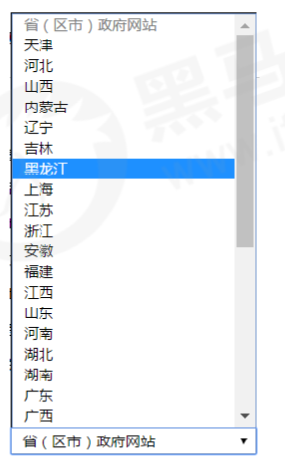 省（区市）政府网站
天津
河北
山西
内蒙古
辽宁
吉林
黑龙江
上海
江苏
浙江
安徽
福建
江西
山东
河南
湖北
湖南
广东
广西
省（区市）政府网站